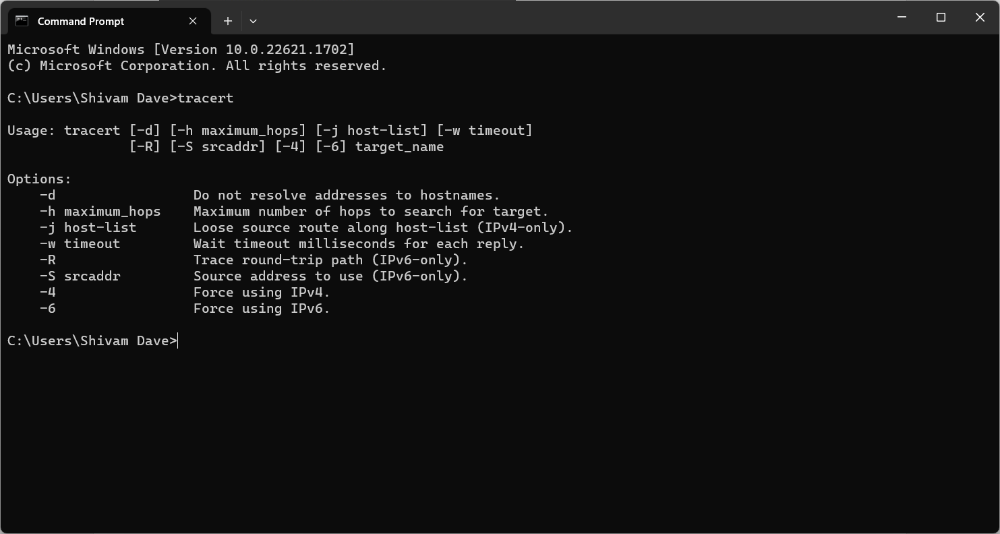 Command Prompt
Microsoft Windows [Version 10.0.22621.1702]
(c) Microsoft Corporation. All rights reserved.
C:\Users\Shivam Dave>tracert
Usage: tracert [-d] [-h maximum_hops] [-j host-list] [-w timeout]
[-R] [-S srcaddr] [-4] [-6] target_name
Options:
-d Do not resolve addresses to hostnames.
-h maximum_hops Maximum number of hops to search for target.
-j host-list Loose source route along host-list (IPv4-only).
-w timeout Wait timeout milliseconds for each reply.
-R Trace round-trip path (IPv6-only).
-S srcaddr Source address to use (IPv6-only).
-4 Force using IPv4.
-6 Force using IPv6.
C:\Users\Shivam Dave>